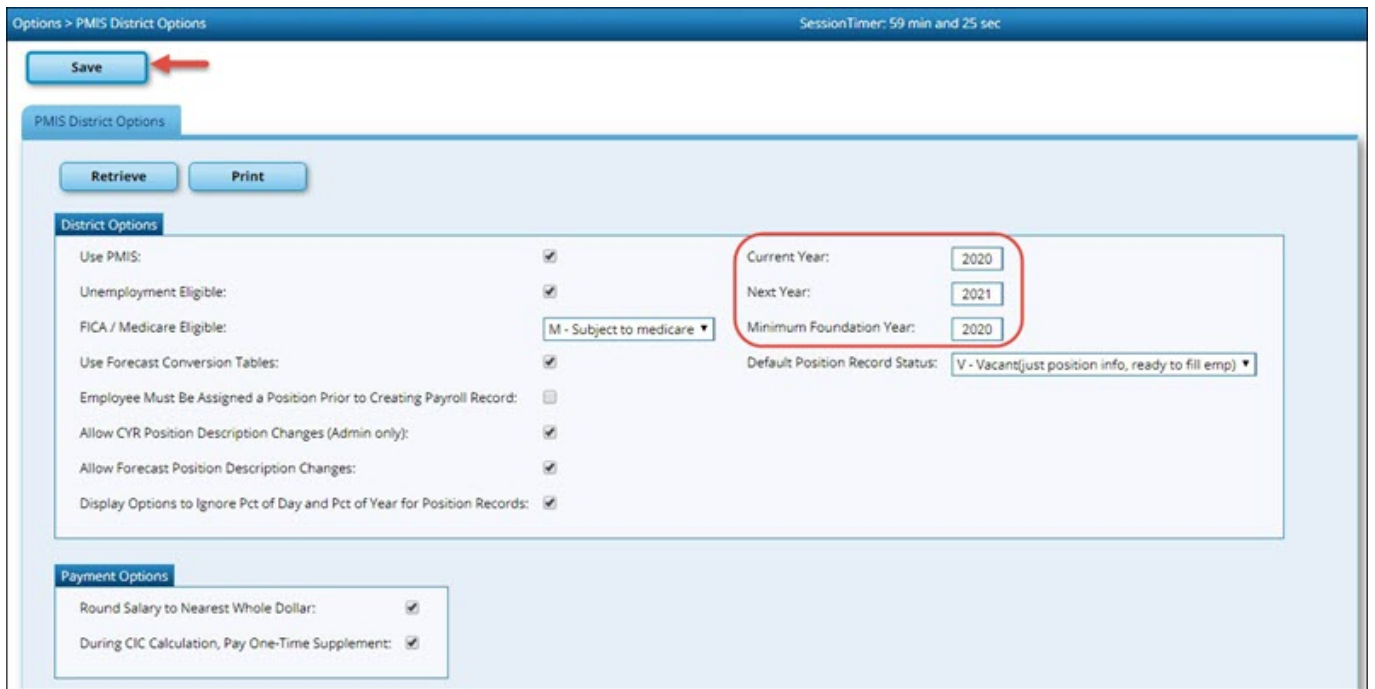 Options > PMIS District Options
SessionTimer: 59 min and 25 sec
Save
PMIS District Options
Retrieve
Print
District Options
Use PMIS:
Current Year: 2020
Unemployment Eligible:
Next Year: 2021
FICA / Medicare Eligible: M - Subject to medicare
Minimum Foundation Year: 2020
Use Forecast Conversion Tables:
Default Position Record Status: V - Vacant(just position info, ready to fill emp)
Employee Must Be Assigned a Position Prior to Creating Payroll Record:
Allow CYR Position Description Changes (Admin only):
Allow Forecast Position Description Changes:
Display Options to Ignore Pct of Day and Pct of Year for Position Records:
Payment Options
Round Salary to Nearest Whole Dollar:
During CIC Calculation, Pay One-Time Supplement: